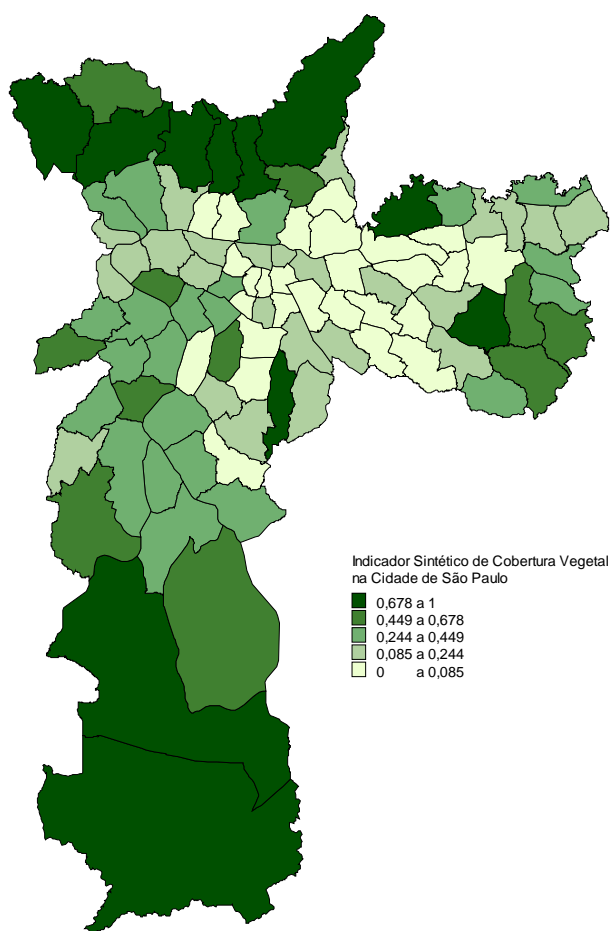 Indicador Sintético de Cobertura Vegetal
na Cidade de São Paulo
0,678 a 1
0,449 a 0,678
0,244 a 0,449
0,085 a 0,244
0 a 0,085